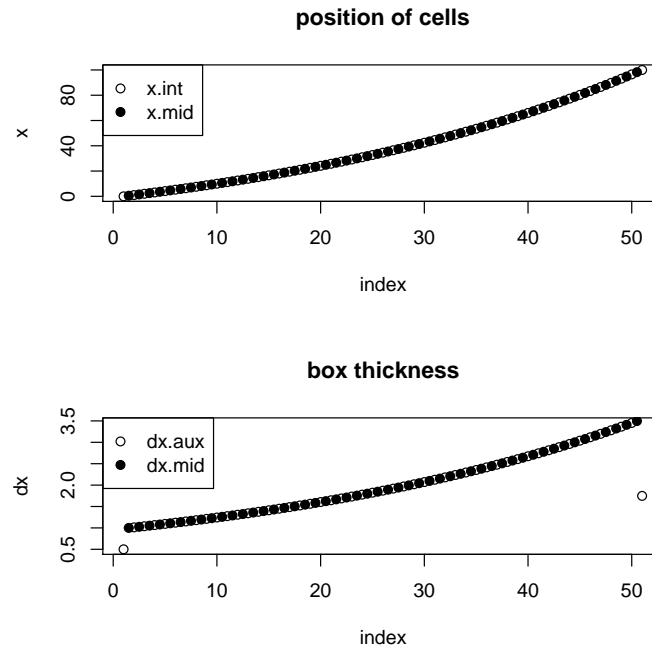 position of cells
x.int
x.mid
x
0
40
80
0 10 20 30 40 50
index
box thickness
dx.aux
dx.mid
dx
0.5
2.0
3.5
0 10 20 30 40 50
index